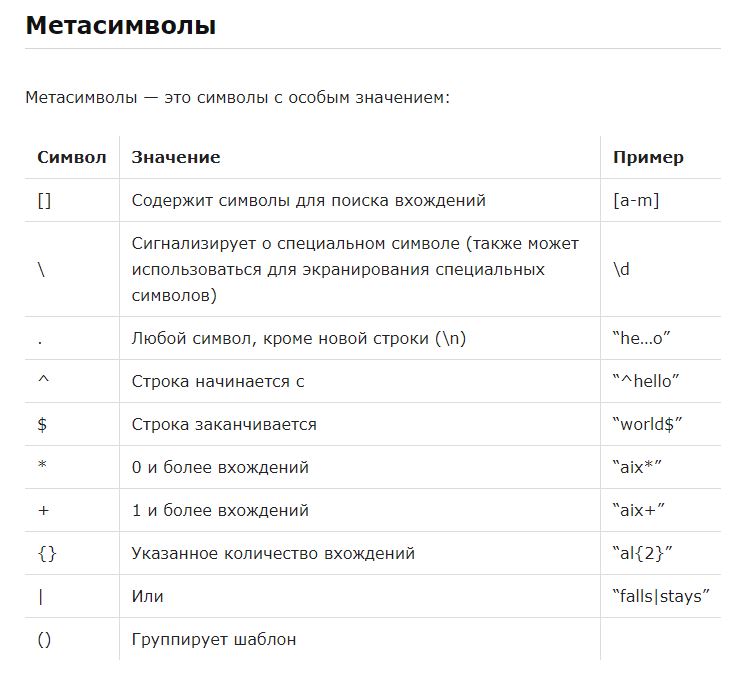 Метасимволы
Метасимволы — это символы с особым значением:
Символ Значение Пример
[] Содержит символы для поиска вхождений [a-m]
Сигнализирует о специальном символе (также может
\ использоваться для экранирования специальных \d
символов)
. Любой символ, кроме новой строки (\n) “he…o”
^ Строка начинается с “^hello”
$ Строка заканчивается “world$”
* 0 и более вхождений “aix*”
+ 1 и более вхождений “aix+”
{} Указанное количество вхождений “al{2}”
| Или “falls|stays”
() Группирует шаблон